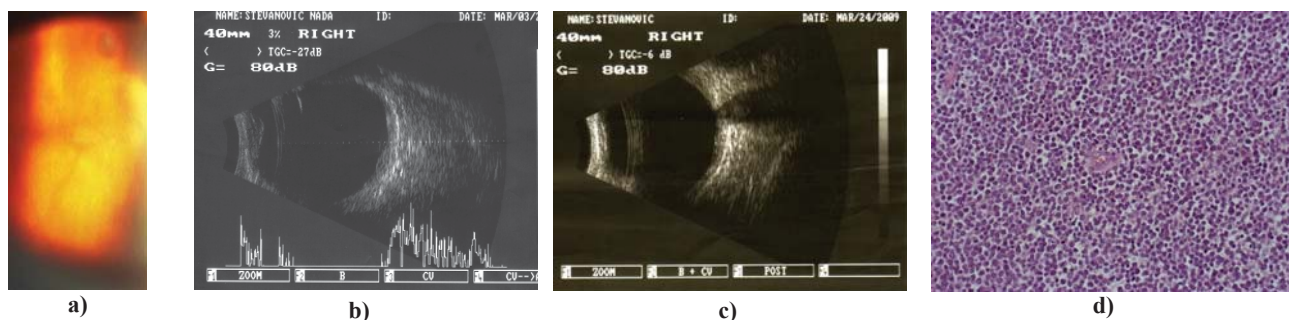 NAME:STEVANOVIC NADA ID: DATE: MAR/03/2
40mm 3% RIGHT
< > TGC=-27dB
G= 80dB
ZOOM B CV CV-->A
NAME:STEVANOVIC ID: DATE: MAR/24/2009
40mm RIGHT
< > TGC=-6 dB
G= 80dB
ZOOM B + CV POST
a) b) c) d)